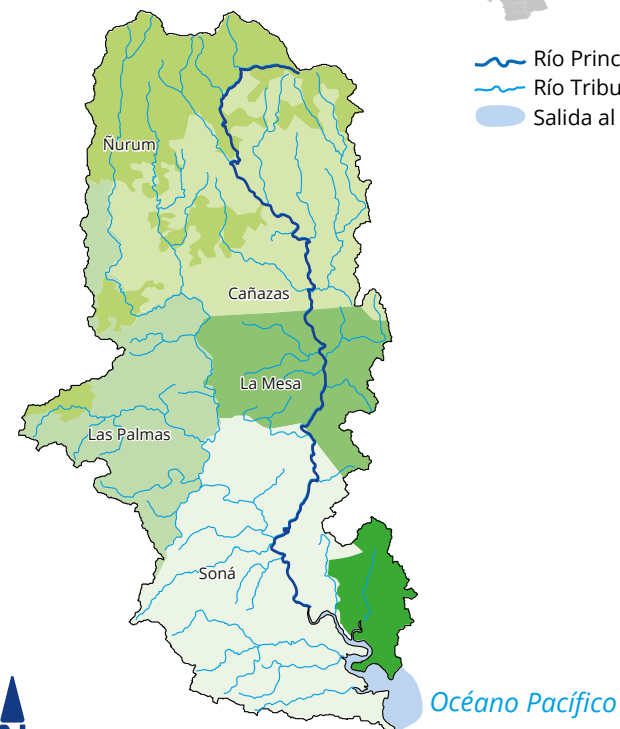 Río Princ
Río Tribu
Salida al
Ñurum
Cañazas
La Mesa
Las Palmas
Soná
Océano Pacífico